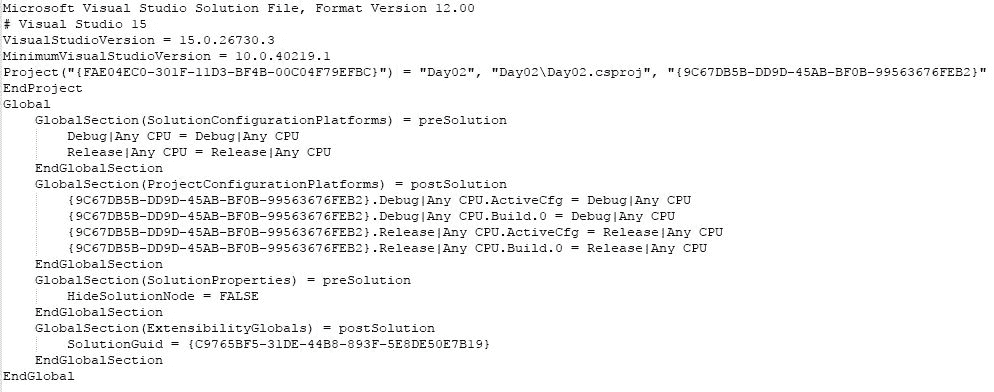 Microsoft Visual Studio Solution File, Format Version 12.00
# Visual Studio 15
VisualStudioVersion = 15.0.26730.3
MinimumVisualStudioVersion = 10.0.40219.1
Project("{FAE04EC0-301F-11D3-BF4B-00C04F79EFBC}") = "Day02", "Day02\Day02.csproj", "{9C67DB5B-DD9D-45AB-BF0B-99563676FEB2}"
EndProject
Global
    GlobalSection(SolutionConfigurationPlatforms) = preSolution
        Debug|Any CPU = Debug|Any CPU
        Release|Any CPU = Release|Any CPU
    EndGlobalSection
    GlobalSection(ProjectConfigurationPlatforms) = postSolution
        {9C67DB5B-DD9D-45AB-BF0B-99563676FEB2}.Debug|Any CPU.ActiveCfg = Debug|Any CPU
        {9C67DB5B-DD9D-45AB-BF0B-99563676FEB2}.Debug|Any CPU.Build.0 = Debug|Any CPU
        {9C67DB5B-DD9D-45AB-BF0B-99563676FEB2}.Release|Any CPU.ActiveCfg = Release|Any CPU
        {9C67DB5B-DD9D-45AB-BF0B-99563676FEB2}.Release|Any CPU.Build.0 = Release|Any CPU
    EndGlobalSection
    GlobalSection(SolutionProperties) = preSolution
        HideSolutionNode = FALSE
    EndGlobalSection
    GlobalSection(ExtensibilityGlobals) = postSolution
        SolutionGuid = {C9765BF5-31DE-44B8-893F-5E8DE50E7B19}
    EndGlobalSection
EndGlobal